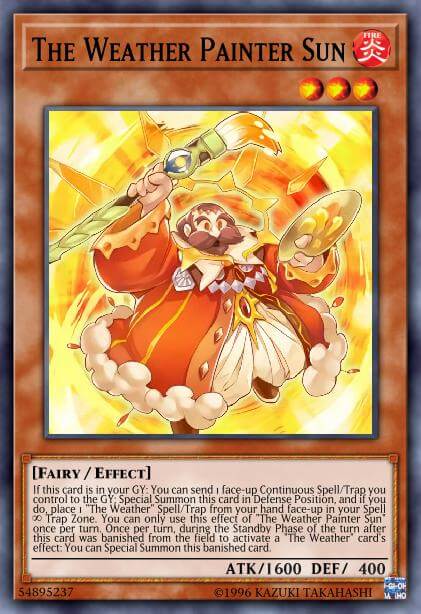 THE WEATHER PAINTER SUN
FIRE
炎
[FAIRY / EFFECT]
If this card is in your GY: You can send 1 face-up Continuous Spell/Trap you
control to the GY; Special Summon this card in Defense Position, and if you
do, place 1 "The Weather" Spell/Trap from your hand face-up in your Spell
∞ Trap Zone. You can only use this effect of "The Weather Painter Sun"
once per turn. Once per turn, during the Standby Phase of the turn after
this card was banished from the field to activate a "The Weather" card's
effect: You can Special Summon this banished card.
ATK/1600 DEF/ 400
54895237
©1996 KAZUKI TAKAHASHI